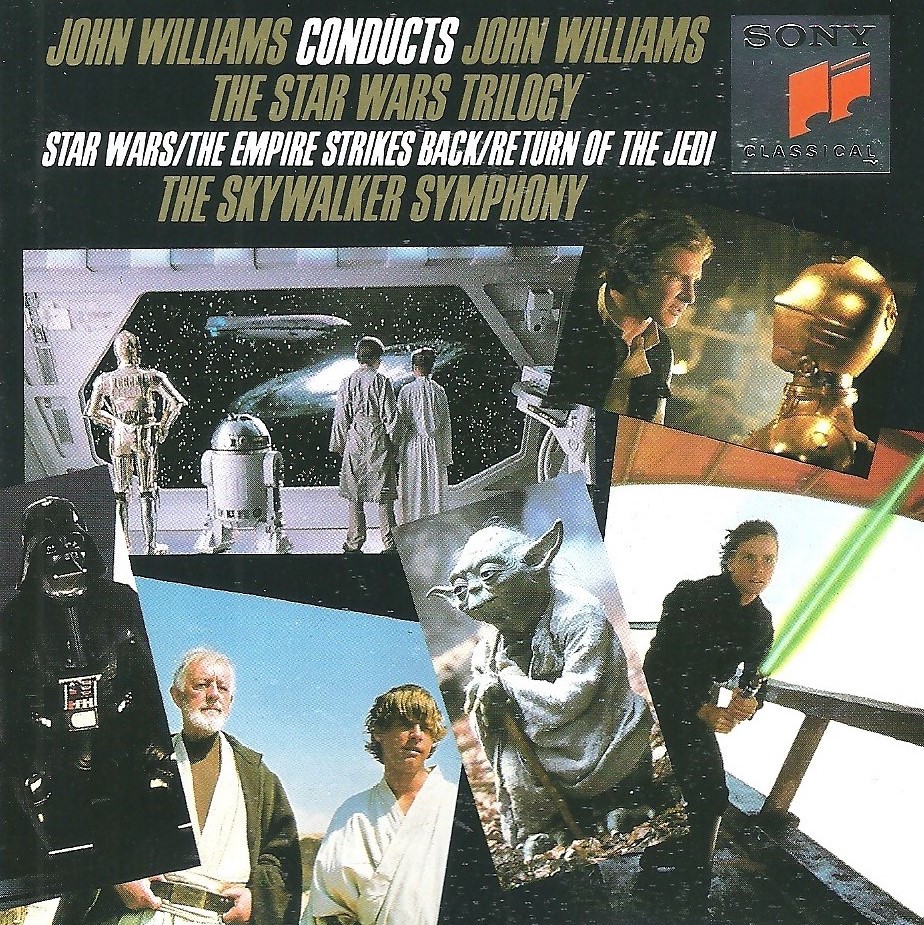 JOHN WILLIAMS CONDUCTS JOHN WILLIAMS
THE STAR WARS TRILOGY
STAR WARS/THE EMPIRE STRIKES BACK/RETURN OF THE JEDI
THE SKYWALKER SYMPHONY
SONY
CLASSICAL